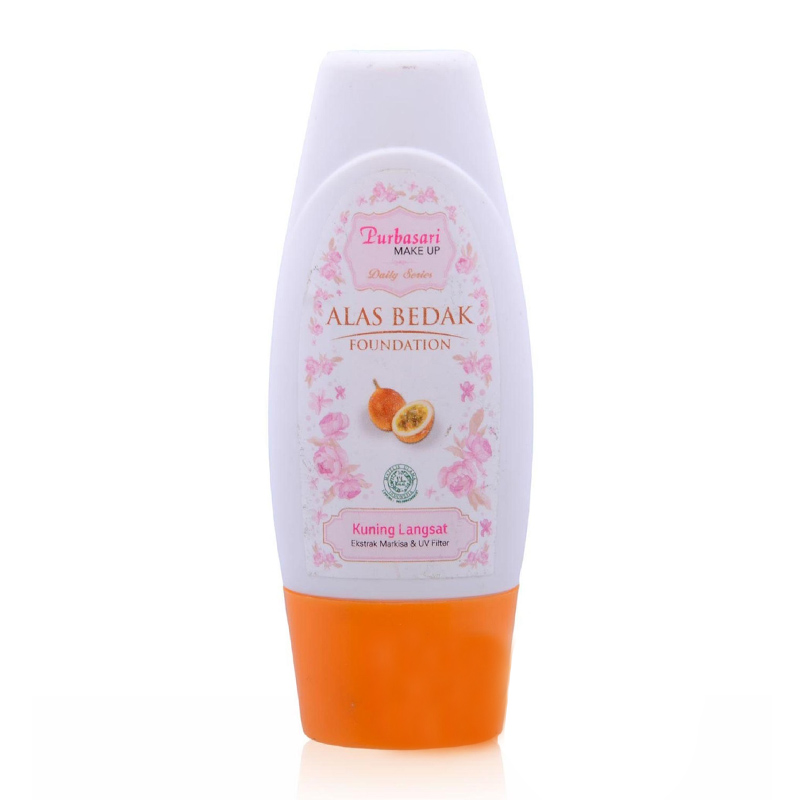 Purbasari
MAKE UP
Daily Series
ALAS BEDAK
FOUNDATION
Kuning Langsat
Ekstrak Markisa & UV Filter